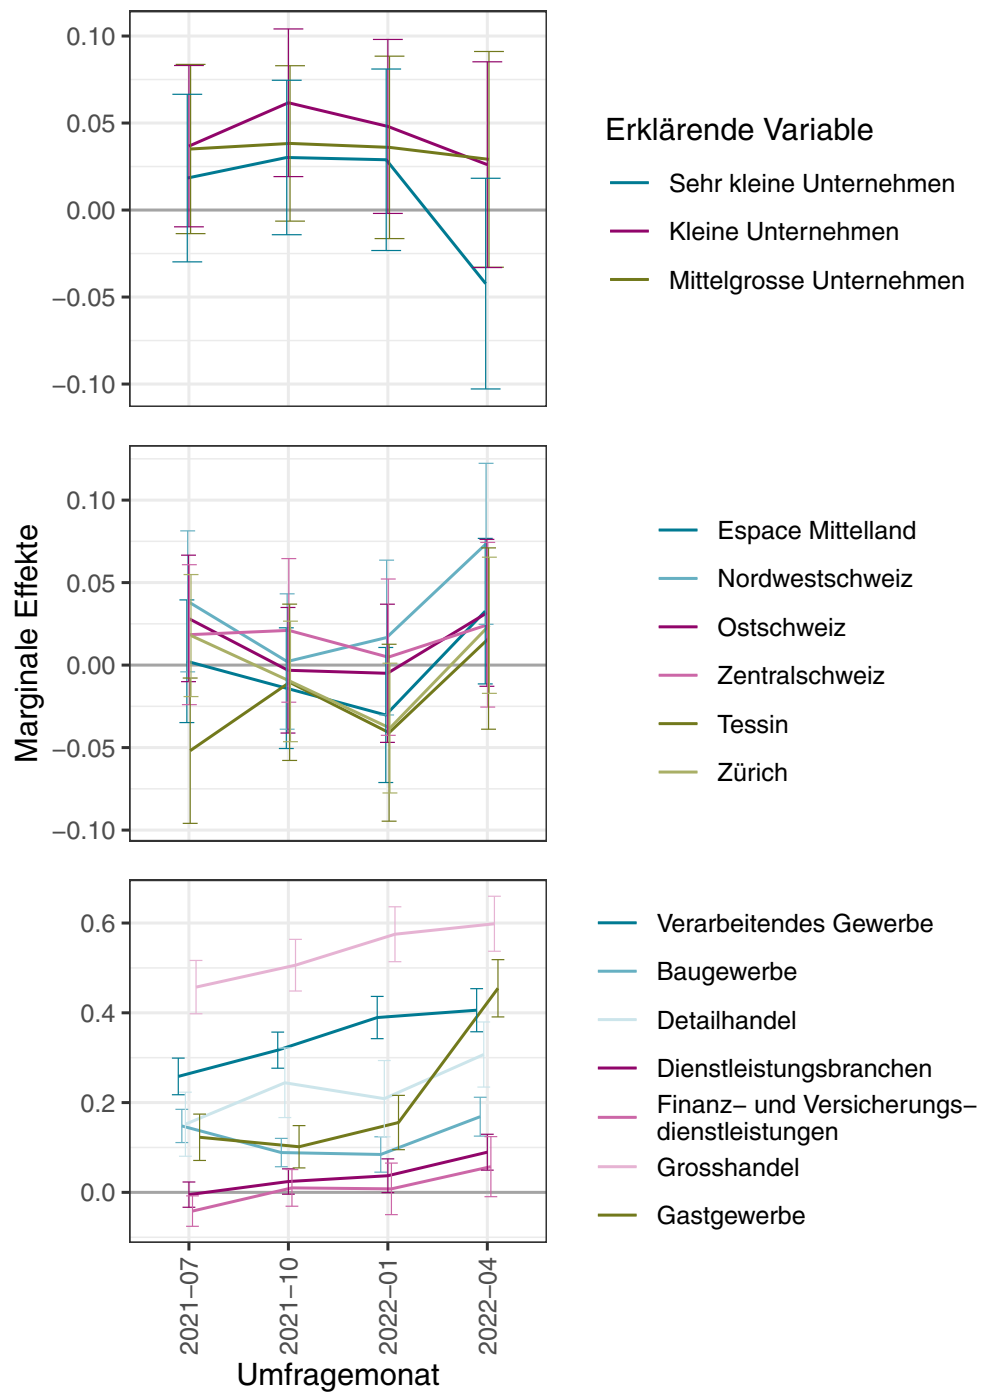 0.10
0.05
0.00
−0.05
−0.10
Erklärende Variable
Sehr kleine Unternehmen
Kleine Unternehmen
Mittelgrosse Unternehmen
Marginale Effekte
0.10
0.05
0.00
−0.05
−0.10
Espace Mittelland
Nordwestschweiz
Ostschweiz
Zentralschweiz
Tessin
Zürich
0.6
0.4
0.2
0.0
Verarbeitendes Gewerbe
Baugewerbe
Detailhandel
Dienstleistungsbranchen
Finanz− und Versicherungs−
dienstleistungen
Grosshandel
Gastgewerbe
2021−07
2021−10
2022−01
2022−04
Umfragemonat